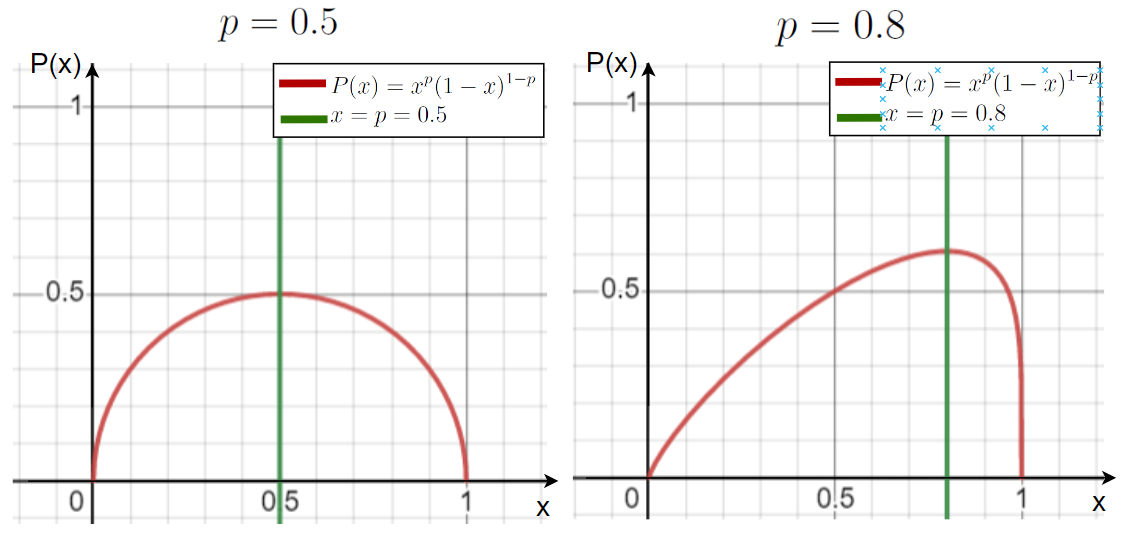 p = 0.5
P(x)
P(x) = x^p(1 − x)^{1−p}
x = p = 0.5
1
0.5
0
0.5
1
x
p = 0.8
P(x)
P(x) = x^p(1 − x)^{1−p}
x = p = 0.8
1
0.5
0
0.5
1
x